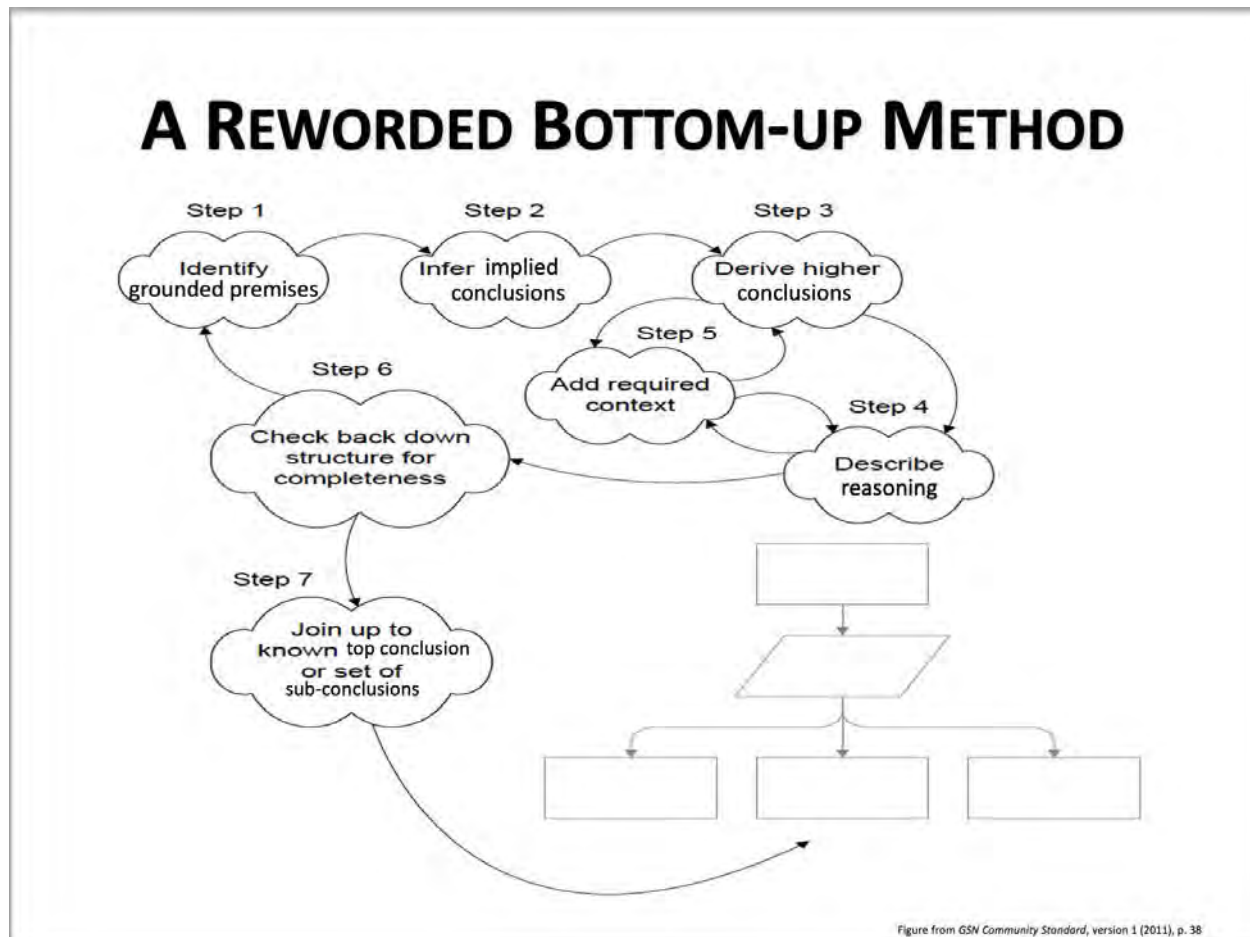 A REWORDED BOTTOM-UP METHOD
Step 1
Identify
grounded premises
Step 2
Infer implied
conclusions
Step 3
Derive higher
conclusions
Step 5
Add required
context
Step 4
Describe
reasoning
Step 6
Check back down
structure for
completeness
Step 7
Join up to
known top conclusion
or set of
sub-conclusions
Figure from GSN Community Standard, version 1 (2011), p. 38